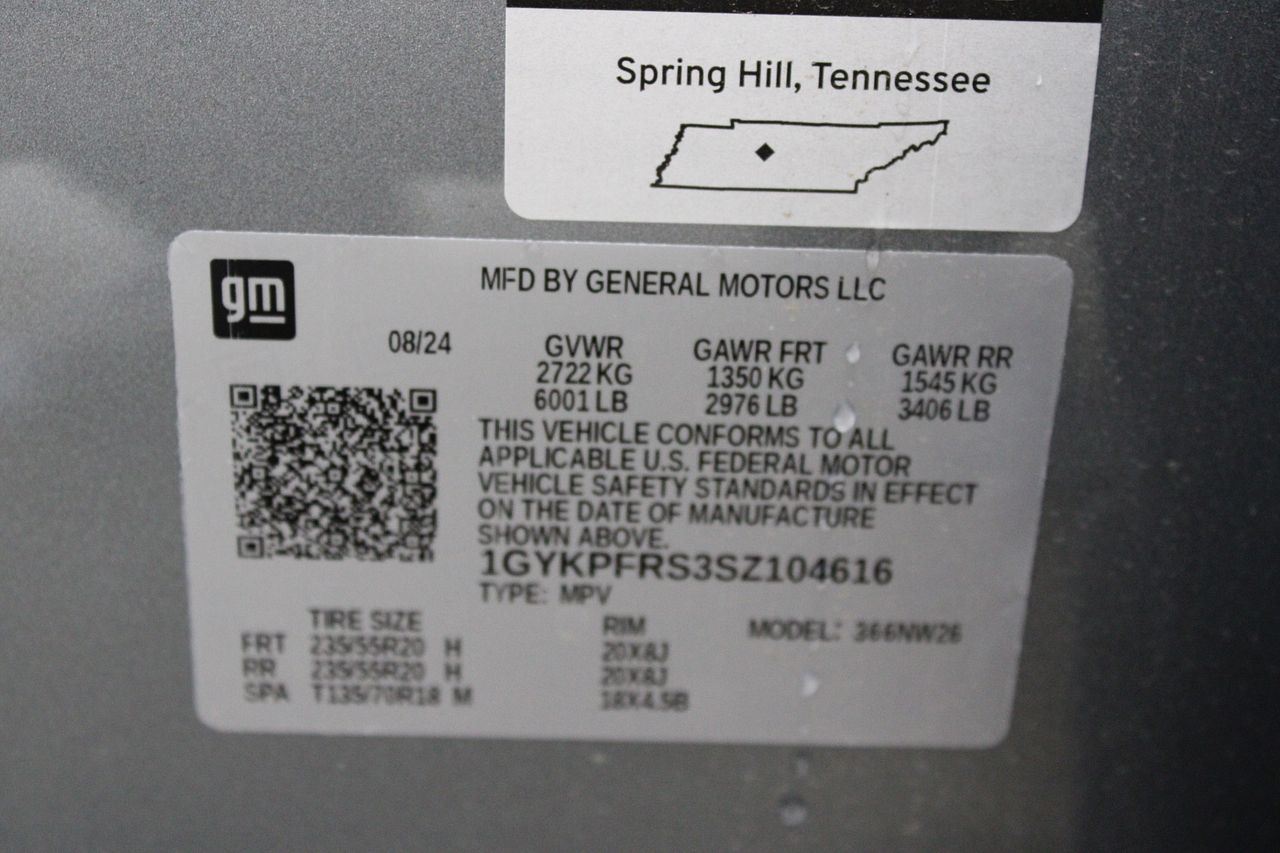 Spring Hill, Tennessee
gm
MFD BY GENERAL MOTORS LLC
08/24
GVWR GAWR FRT GAWR RR
2722 KG 1350 KG 1545 KG
6001 LB 2976 LB 3406 LB
THIS VEHICLE CONFORMS TO ALL
APPLICABLE U.S. FEDERAL MOTOR
VEHICLE SAFETY STANDARDS IN EFFECT
ON THE DATE OF MANUFACTURE
SHOWN ABOVE.
1GYKPFRS3SZ104616
TYPE: MPV
TIRE SIZE RIM MODEL: 366NW26
FRT 235/55R20 H 20X8J
RR 235/55R20 H 20X8J
SPA T135/70R18 M 18X4.5B